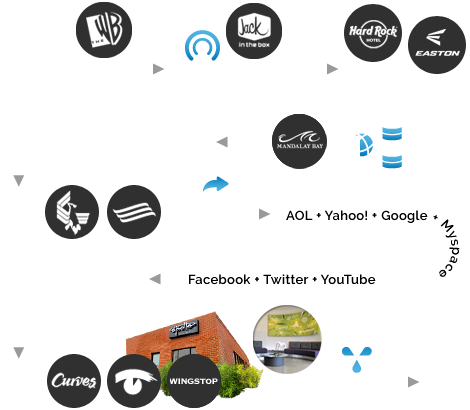 THE WB
Jack
in the box
Hard Rock
HOTEL
EASTON
MANDALAY BAY
AOL + Yahoo! + Google + Myspace
Facebook + Twitter + YouTube
Curves
WINGSTOP